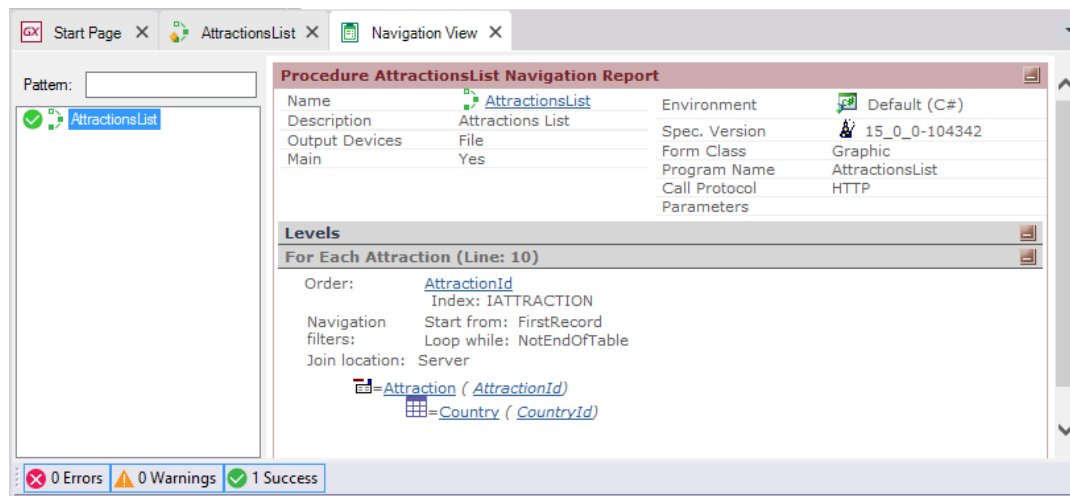 GX Start Page X AttractionsList X Navigation View X
Pattern:
AttractionsList
Procedure AttractionsList Navigation Report
Name AttractionsList
Description Attractions List
Output Devices File
Main Yes
Environment C# Default (C#)
Spec. Version 15_0_0-104342
Form Class Graphic
Program Name AttractionsList
Call Protocol HTTP
Parameters
Levels
For Each Attraction (Line: 10)
Order: AttractionId
Index: IATTRACTION
Navigation filters: Start from: FirstRecord
Loop while: NotEndOfTable
Join location: Server
=Attraction ( AttractionId)
=Country ( CountryId)
0 Errors 0 Warnings 1 Success